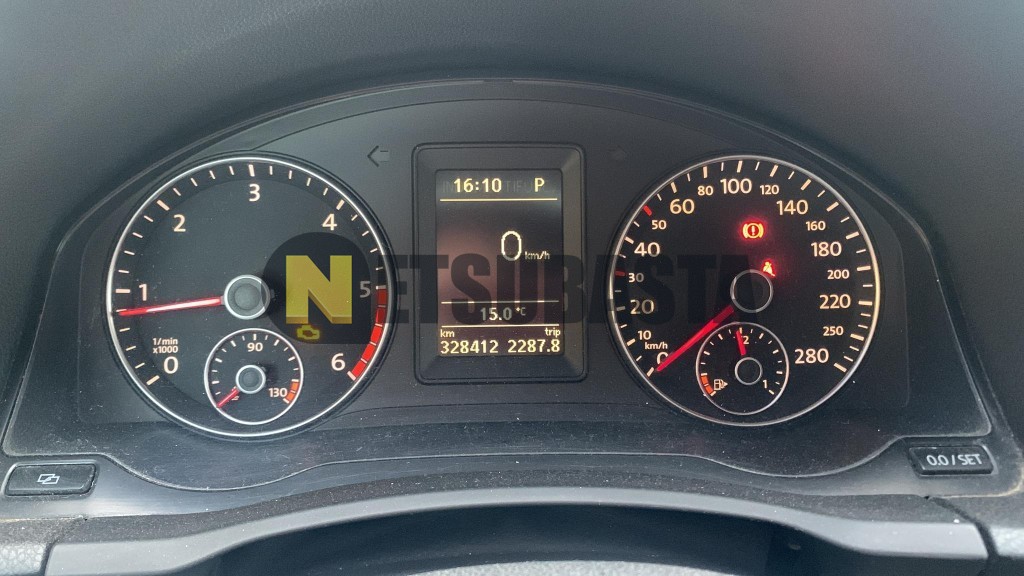 16:10 P
0 km/h
15.0 °C
km trip
328412 2287.8
0 1 2 3 4 5 6
1/min
x1000
90
130
0 10 20 30 40 50 60 80 100 120 140 160 180 200 220 250 280
km/h
1/2
1
0.0 / SET
NETSUBASTA